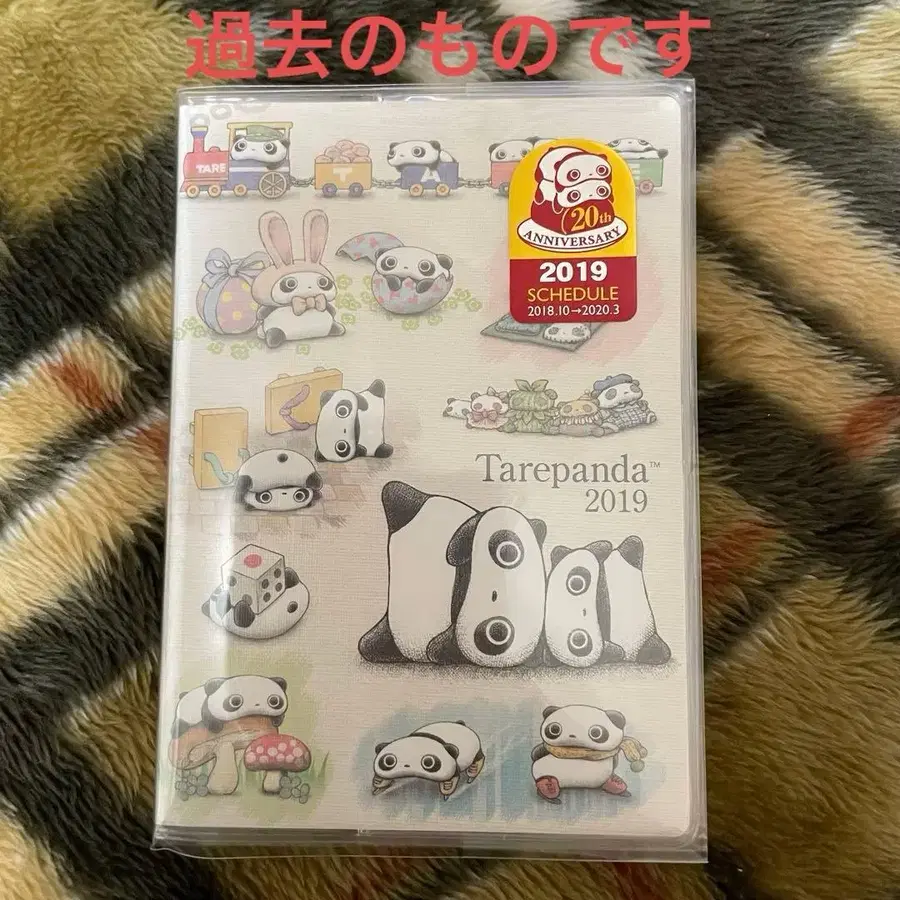 過去のものです
TARE
T
A
E
20th
ANNIVERSARY
2019
SCHEDULE
2018.10→2020.3
Tarepanda™
2019